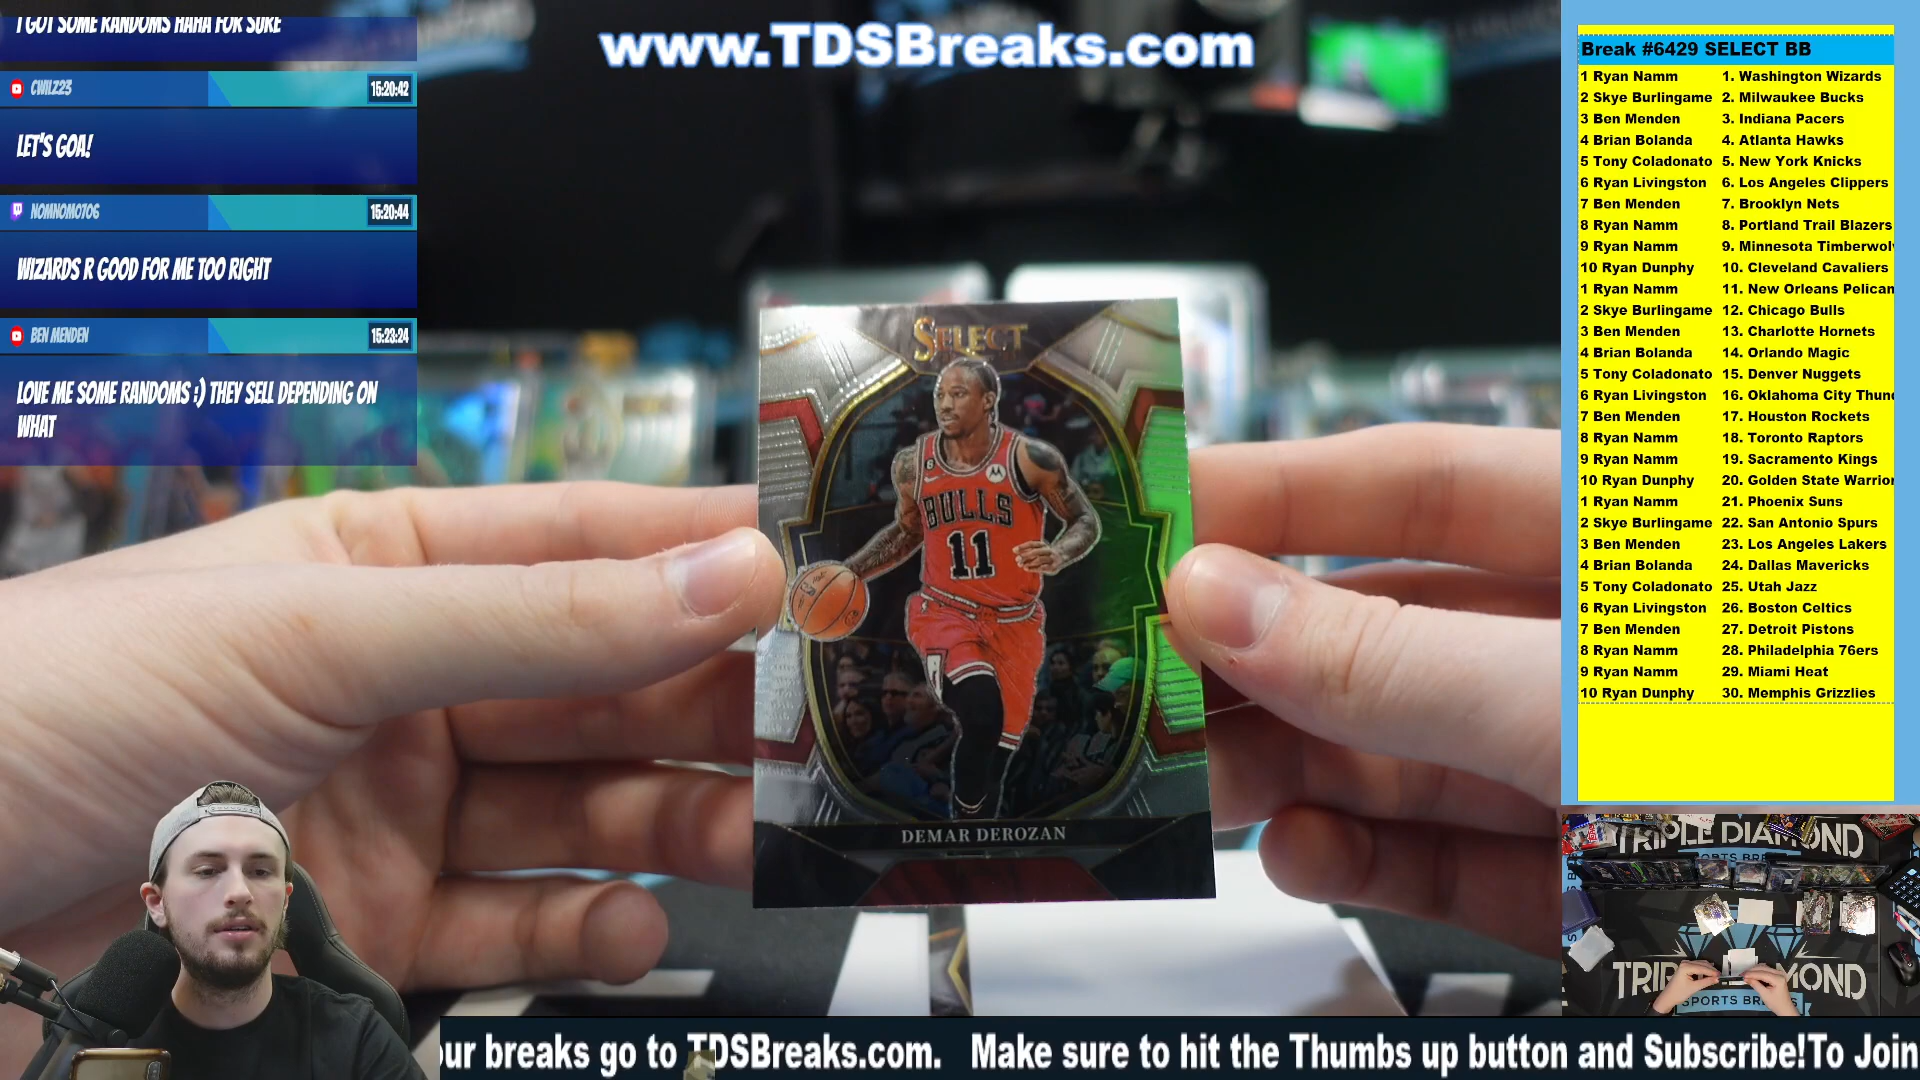 I GOT SOME RANDOMS HAHA FOR SURE
CWILZ23
15:20:42
LET'S GOA!
NOMNOMO706
15:20:44
WIZARDS R GOOD FOR ME TOO RIGHT
BEN MENDEN
15:23:24
LOVE ME SOME RANDOMS :) THEY SELL DEPENDING ON
WHAT
www.TDSBreaks.com
SELECT
6
BULLS
11
DEMAR DEROZAN
Break #6429 SELECT BB
1 Ryan Namm 1. Washington Wizards
2 Skye Burlingame 2. Milwaukee Bucks
3 Ben Menden 3. Indiana Pacers
4 Brian Bolanda 4. Atlanta Hawks
5 Tony Coladonato 5. New York Knicks
6 Ryan Livingston 6. Los Angeles Clippers
7 Ben Menden 7. Brooklyn Nets
8 Ryan Namm 8. Portland Trail Blazers
9 Ryan Namm 9. Minnesota Timberwol
10 Ryan Dunphy 10. Cleveland Cavaliers
1 Ryan Namm 11. New Orleans Pelican
2 Skye Burlingame 12. Chicago Bulls
3 Ben Menden 13. Charlotte Hornets
4 Brian Bolanda 14. Orlando Magic
5 Tony Coladonato 15. Denver Nuggets
6 Ryan Livingston 16. Oklahoma City Thun
7 Ben Menden 17. Houston Rockets
8 Ryan Namm 18. Toronto Raptors
9 Ryan Namm 19. Sacramento Kings
10 Ryan Dunphy 20. Golden State Warrior
1 Ryan Namm 21. Phoenix Suns
2 Skye Burlingame 22. San Antonio Spurs
3 Ben Menden 23. Los Angeles Lakers
4 Brian Bolanda 24. Dallas Mavericks
5 Tony Coladonato 25. Utah Jazz
6 Ryan Livingston 26. Boston Celtics
7 Ben Menden 27. Detroit Pistons
8 Ryan Namm 28. Philadelphia 76ers
9 Ryan Namm 29. Miami Heat
10 Ryan Dunphy 30. Memphis Grizzlies
TRIPLE DIAMOND
SPORTS BRE
TRI MOND
SPORTS BRE KS
our breaks go to TDSBreaks.com. Make sure to hit the Thumbs up button and Subscribe!To Join